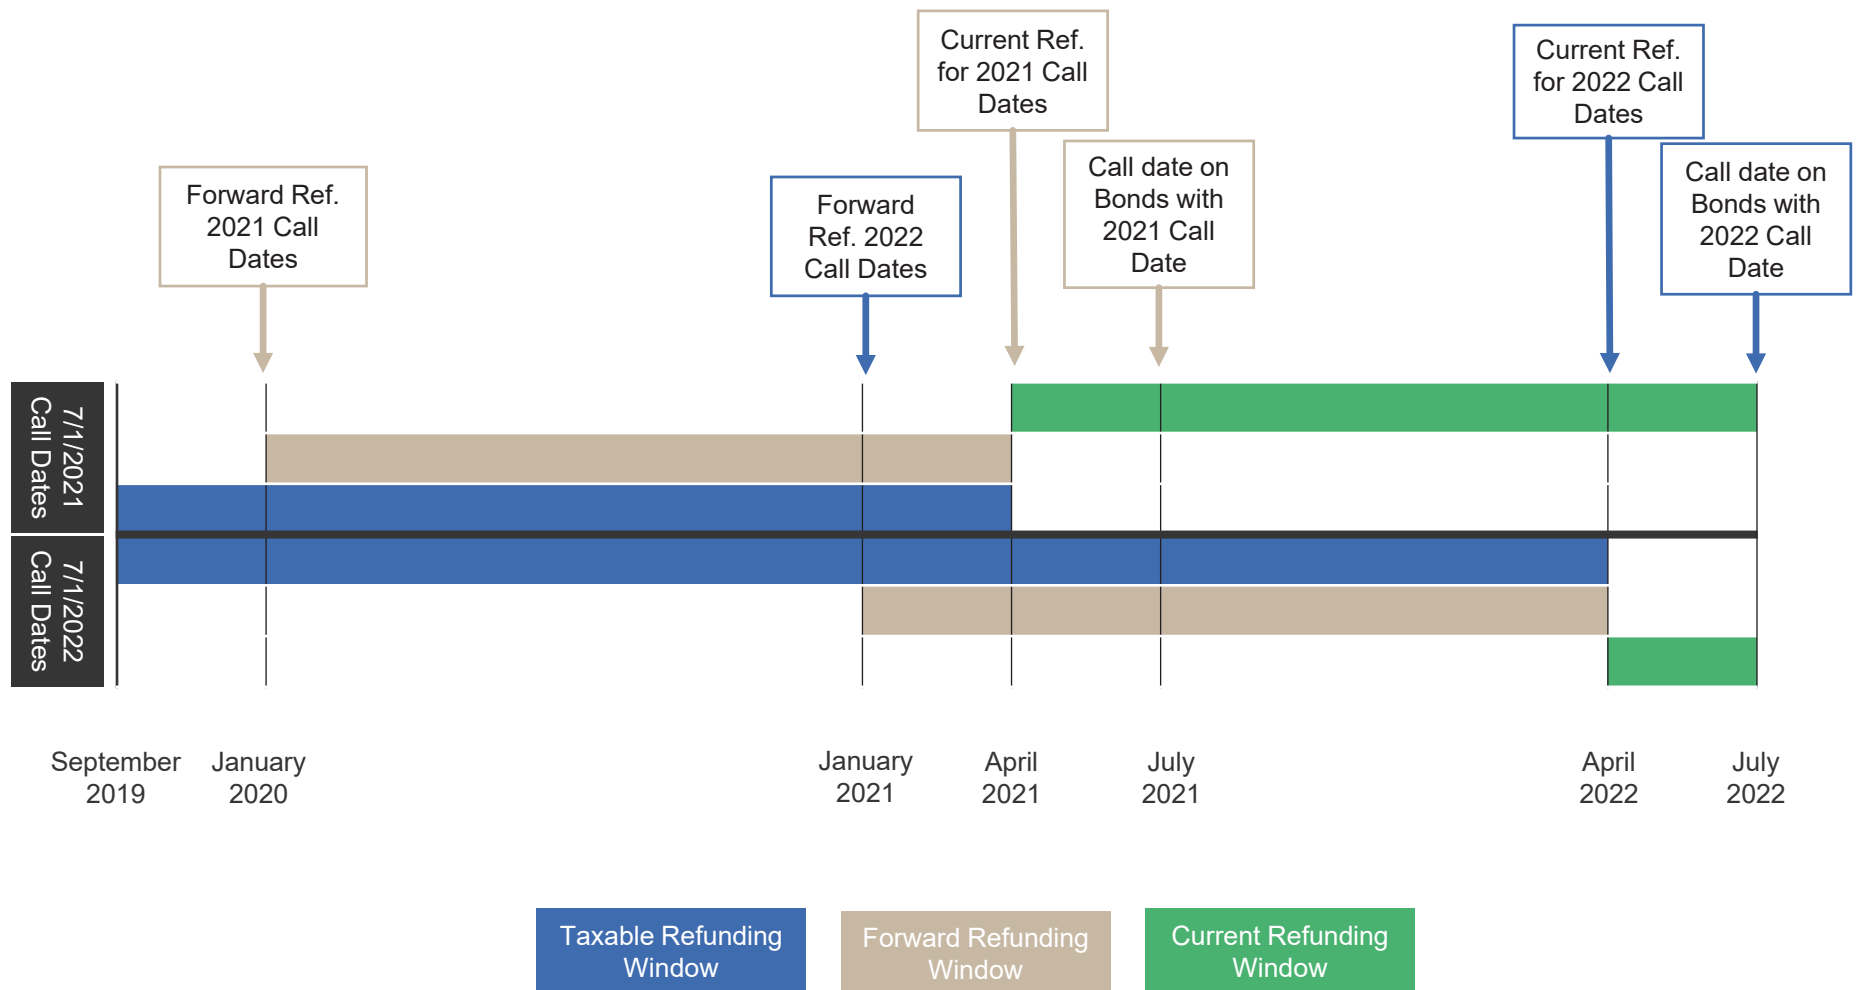 Current Ref.
for 2021 Call
Dates
Current Ref.
for 2022 Call
Dates
Call date on
Bonds with
2021 Call
Date
Call date on
Bonds with
2022 Call
Date
Forward Ref.
2021 Call
Dates
Forward
Ref. 2022
Call Dates
7/1/2021
Call Dates
7/1/2022
Call Dates
September
2019
January
2020
January
2021
April
2021
July
2021
April
2022
July
2022
Taxable Refunding
Window
Forward Refunding
Window
Current Refunding
Window